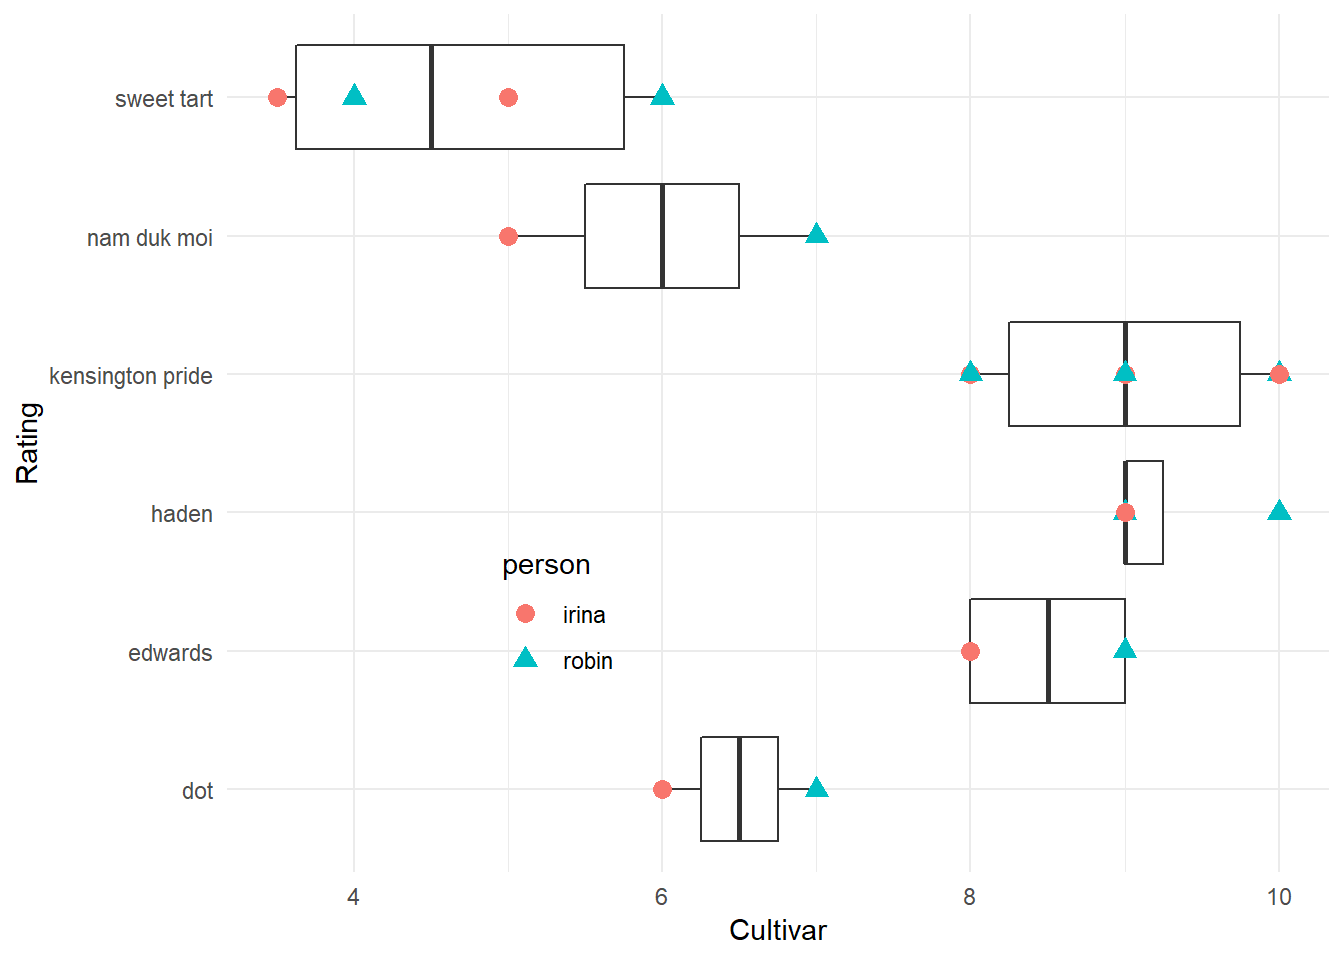 sweet tart
nam duk moi
kensington pride
haden
edwards
dot
Rating
person
irina
robin
4 6 8 10
Cultivar